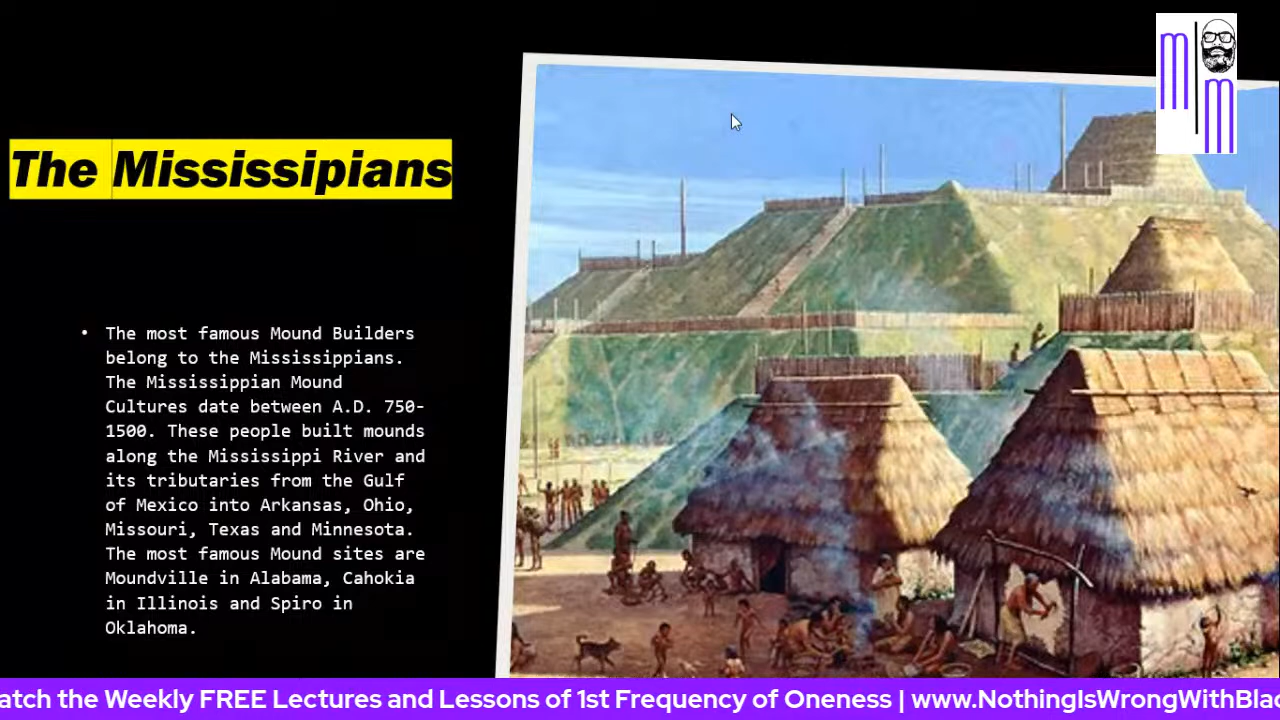 m
m
The Mississipians
• The most famous Mound Builders
belong to the Mississippians.
The Mississippian Mound
Cultures date between A.D. 750-
1500. These people built mounds
along the Mississippi River and
its tributaries from the Gulf
of Mexico into Arkansas, Ohio,
Missouri, Texas and Minnesota.
The most famous Mound sites are
Moundville in Alabama, Cahokia
in Illinois and Spiro in
Oklahoma.
atch the Weekly FREE Lectures and Lessons of 1st Frequency of Oneness | www.NothingIsWrongWithBlac